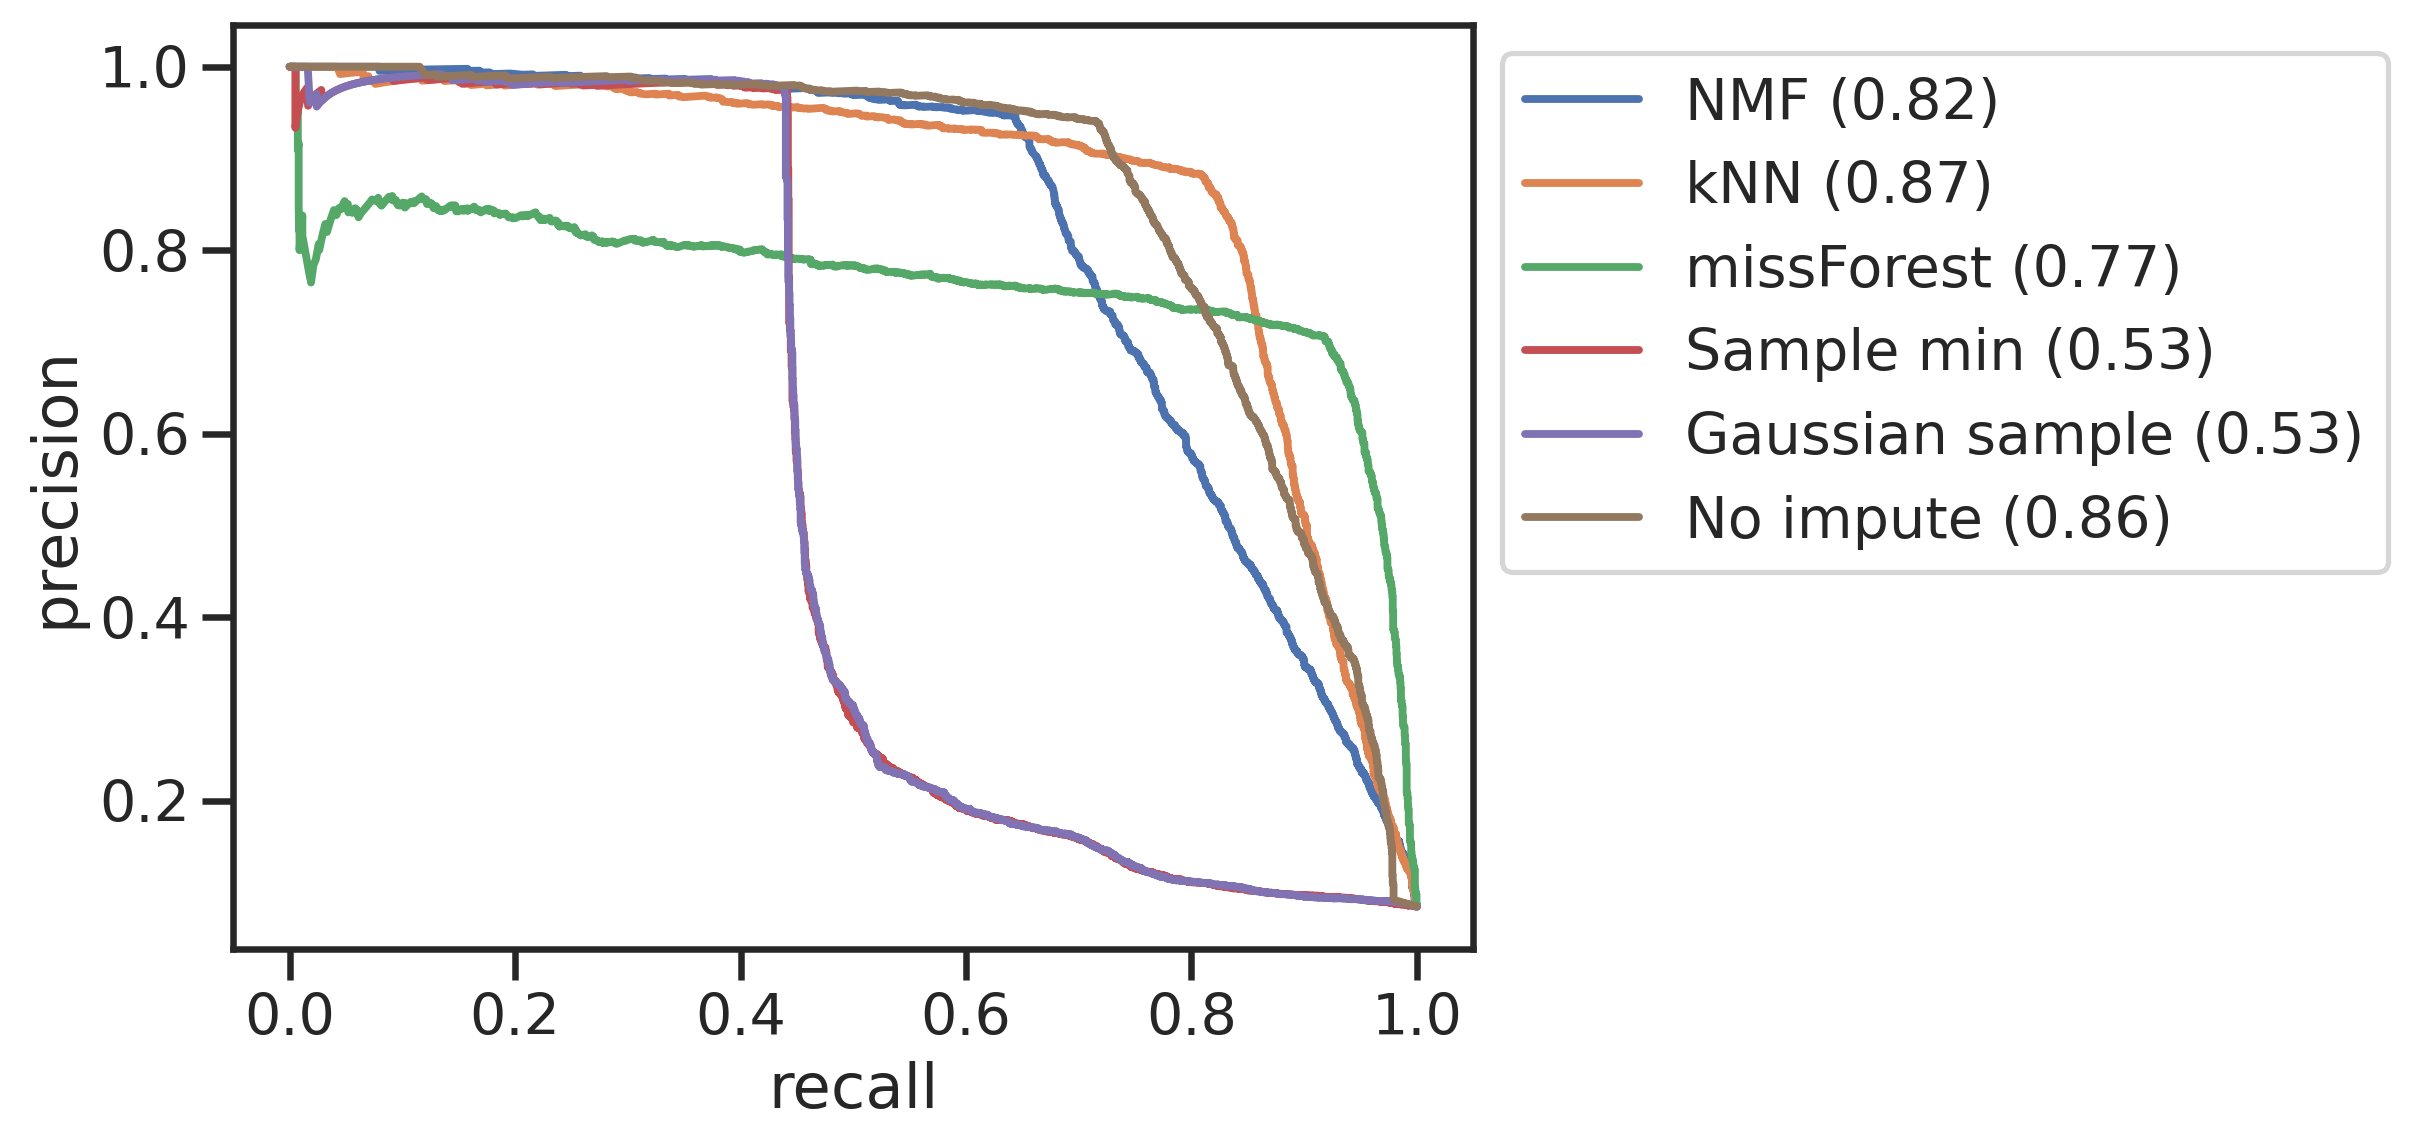 1.0
0.8
0.6
0.4
0.2
precision
0.0 0.2 0.4 0.6 0.8 1.0
recall
NMF (0.82)
kNN (0.87)
missForest (0.77)
Sample min (0.53)
Gaussian sample (0.53)
No impute (0.86)